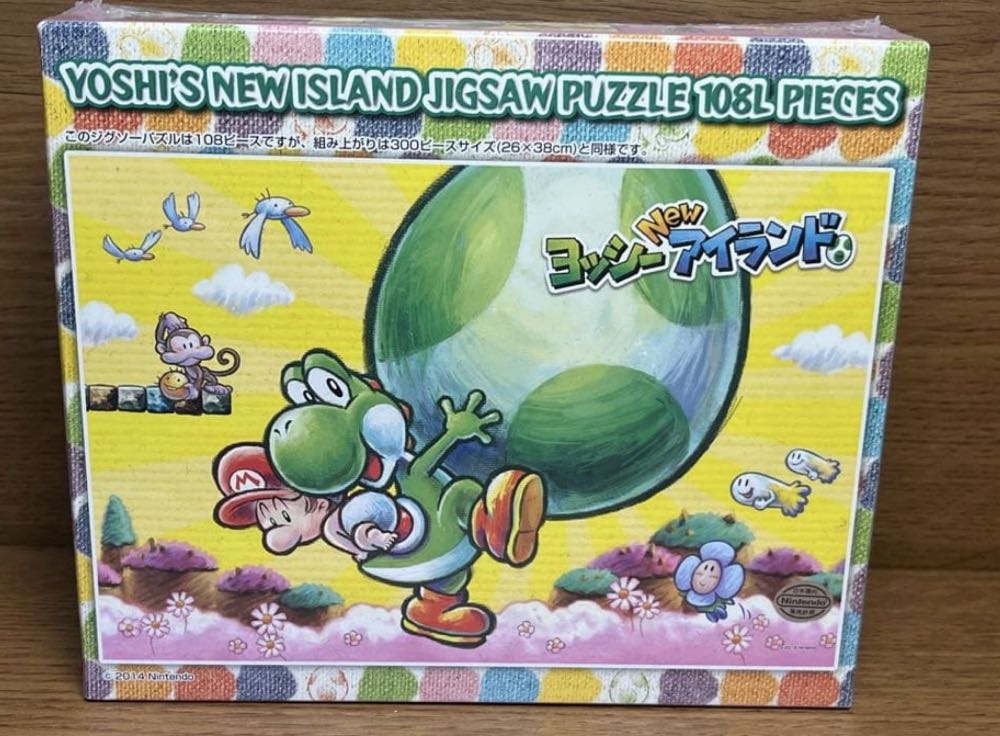 YOSHI'S NEW ISLAND JIGSAW PUZZLE 108L PIECES
このジグソーパズルは108ピースですが、組み上がりは300ピースサイズ(26×38cm)と同様です。
ヨッシー New アイランド
M
Nintendo
© 2014 Nintendo